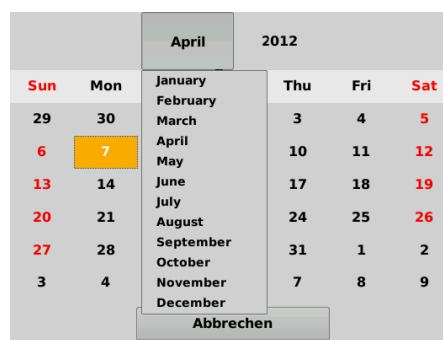 April 2012
Sun Mon Thu Fri Sat
January
February
March
April
May
June
July
August
September
October
November
December
29 30 3 4 5
6 7 10 11 12
13 14 17 18 19
20 21 24 25 26
27 28 31 1 2
3 4 7 8 9
Abbrechen